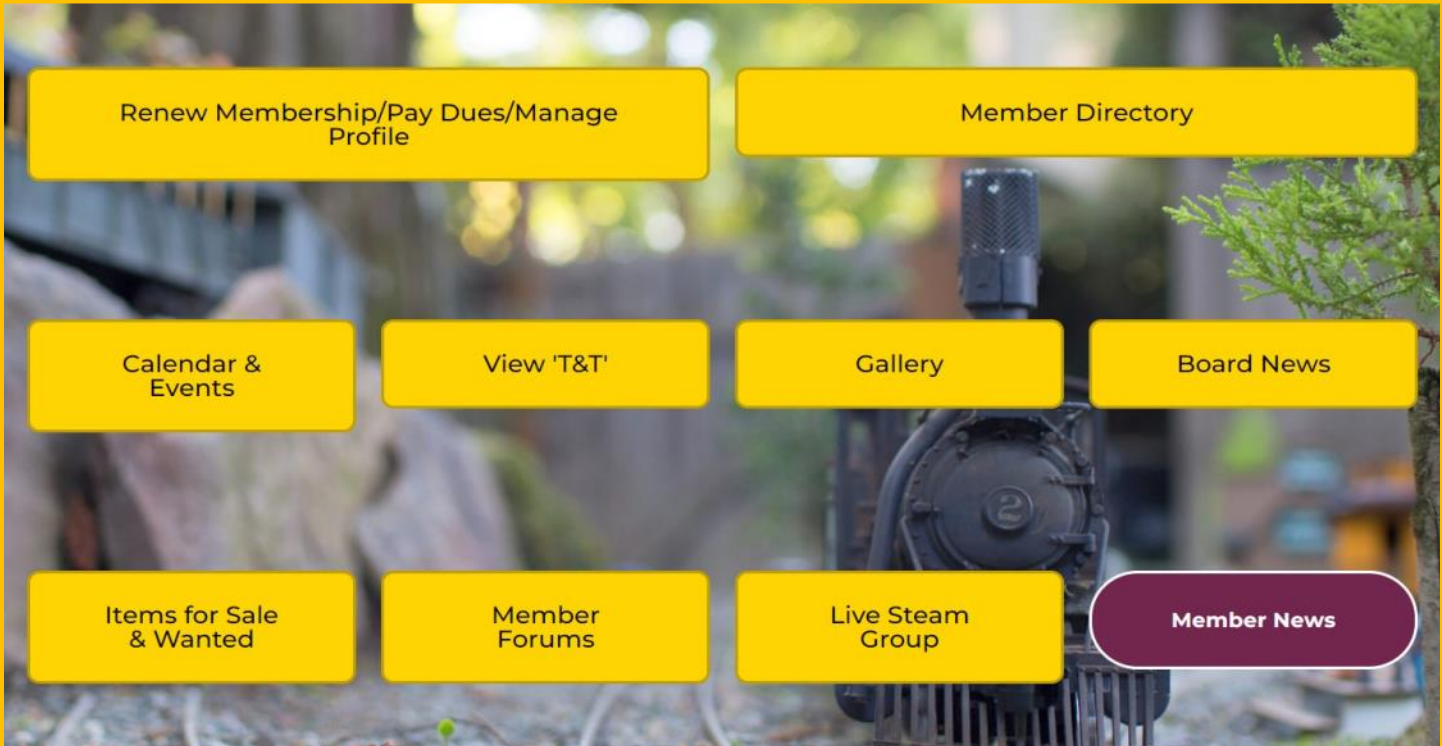 Renew Membership/Pay Dues/Manage
Profile
Member Directory
Calendar &
Events
View 'T&T'
Gallery
Board News
2
Items for Sale
& Wanted
Member
Forums
Live Steam
Group
Member News